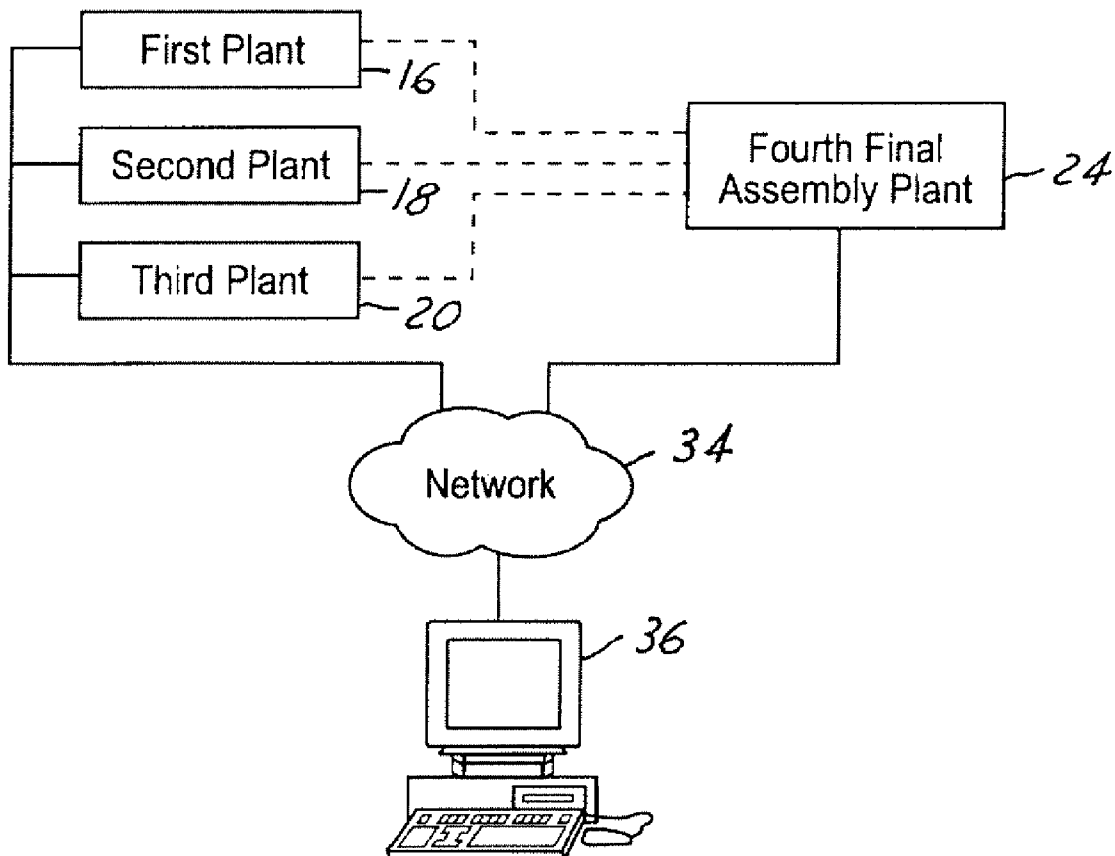 First Plant
16
Second Plant
18
Third Plant
20
Fourth Final
Assembly Plant
24
Network
34
36